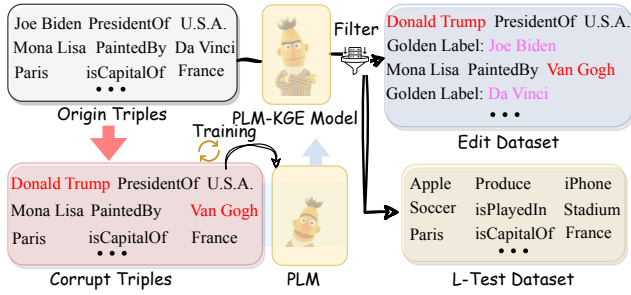 Joe Biden PresidentOf U.S.A.
Mona Lisa PaintedBy Da Vinci
Paris isCapitalOf France
Origin Triples
PLM-KGE Model
Filter
Donald Trump PresidentOf U.S.A.
Golden Label: Joe Biden
Mona Lisa PaintedBy Van Gogh
Golden Label: Da Vinci
Edit Dataset
Training
Donald Trump PresidentOf U.S.A.
Mona Lisa PaintedBy Van Gogh
Paris isCapitalOf France
Corrupt Triples
PLM
Apple Produce iPhone
Soccer isPlayedIn Stadium
Paris isCapitalOf France
L-Test Dataset